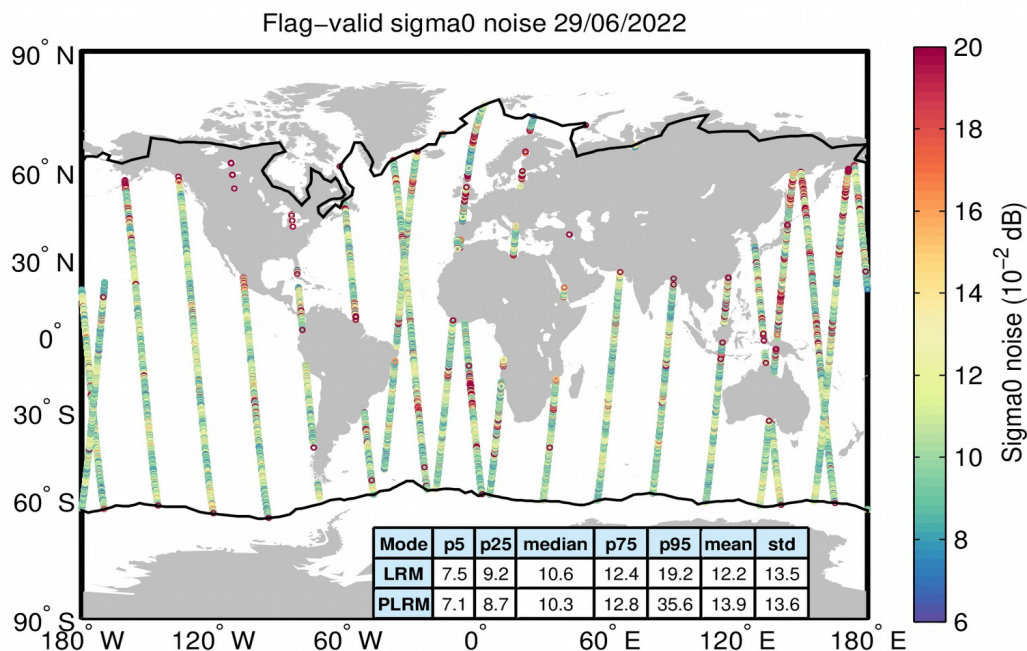 Flag−valid sigma0 noise 29/06/2022
90° N
60° N
30° N
0°
30° S
60° S
90° S
180° W
120° W
60° W
0°
60° E
120° E
180° E
Mode p5 p25 median p75 p95 mean std
LRM 7.5 9.2 10.6 12.4 19.2 12.2 13.5
PLRM 7.1 8.7 10.3 12.8 35.6 13.9 13.6
20
18
16
14
12
10
8
6
Sigma0 noise (10⁻² dB)